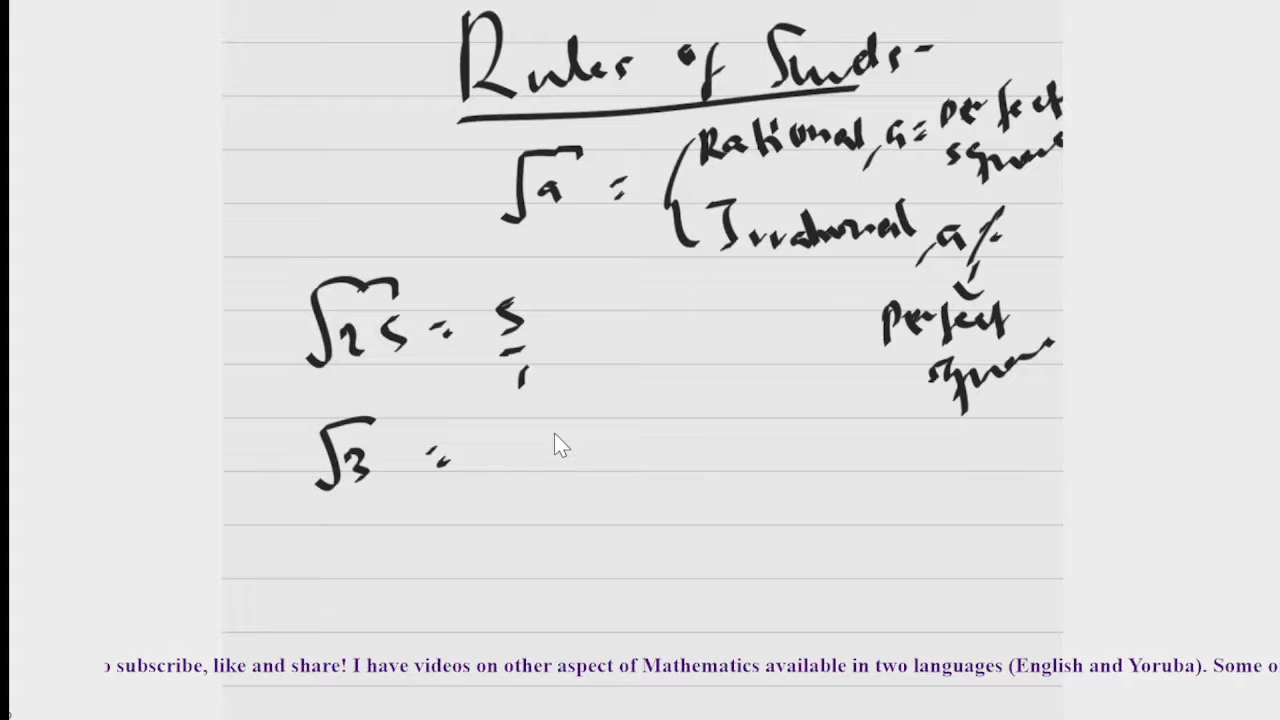 Rules of Surds -
√a = { Rational, a = perfect square
Irrational, a ≠ perfect square
√25 = 5/1
√3 =
o subscribe, like and share! I have videos on other aspect of Mathematics available in two languages (English and Yoruba). Some o